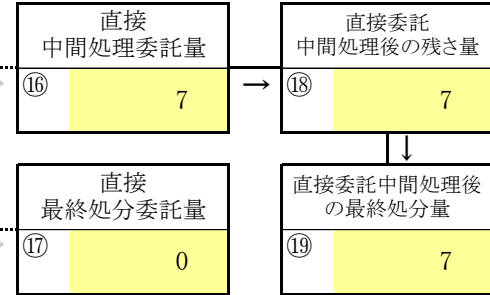 直接
中間処理委託量
⑯
7
→
直接委託
中間処理後の残さ量
⑱
7
↓
直接
最終処分委託量
⑰
0
直接委託中間処理後
の最終処分量
⑲
7